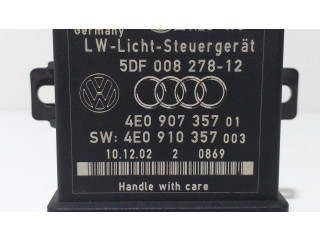 LW-Licht-Steuergerät
5DF 008 278-12
4E0 907 357 01
SW: 4E0 910 357 003
10.12.02 2 0869
Handle with care